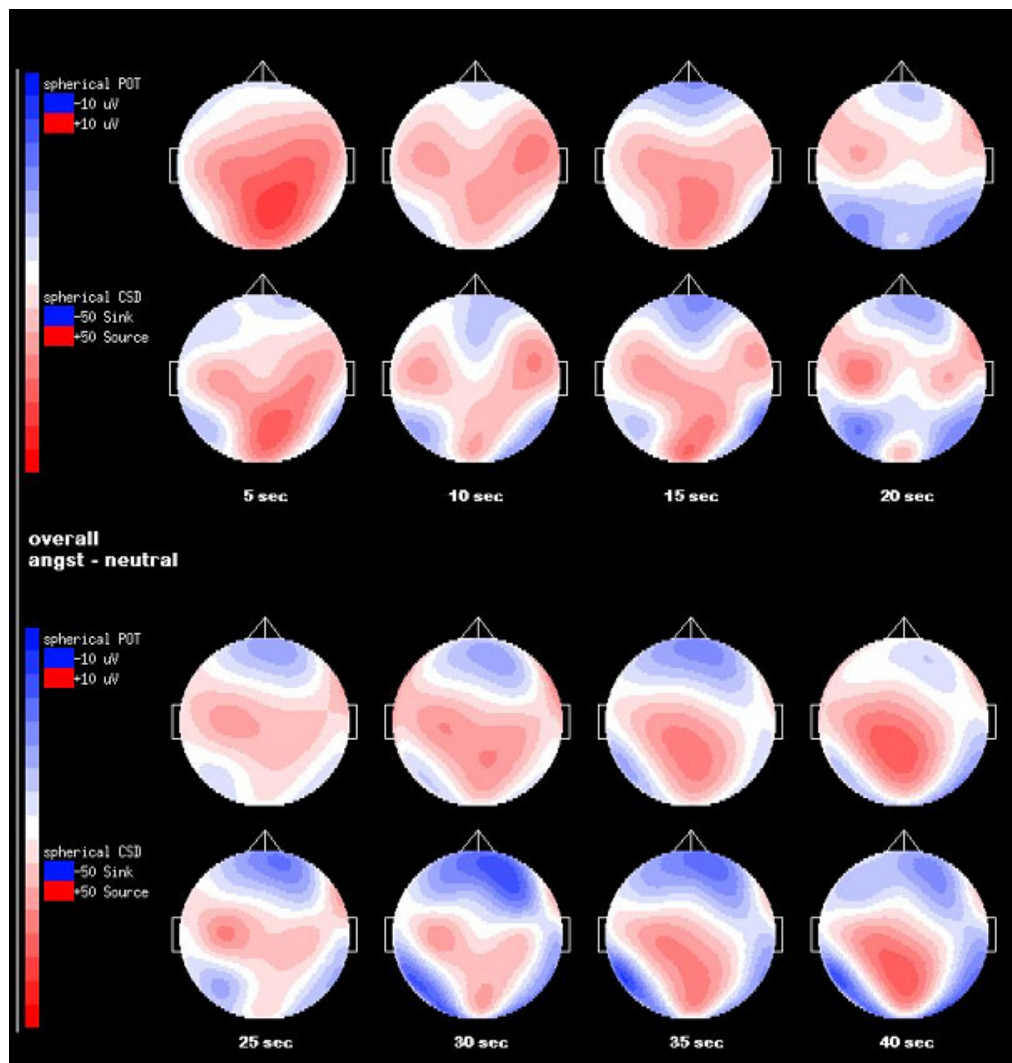 spherical POT
-10 uV
+10 uV
spherical CSD
-50 Sink
+50 Source
5 sec
10 sec
15 sec
20 sec
overall
angst - neutral
spherical POT
-10 uV
+10 uV
spherical CSD
-50 Sink
+50 Source
25 sec
30 sec
35 sec
40 sec